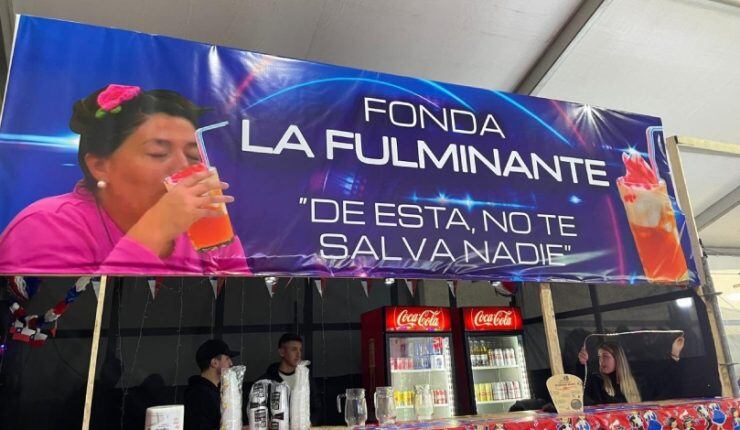 FONDA
LA FULMINANTE
"DE ESTA, NO TE
SALVA NADIE"
Coca-Cola
Coca-Cola